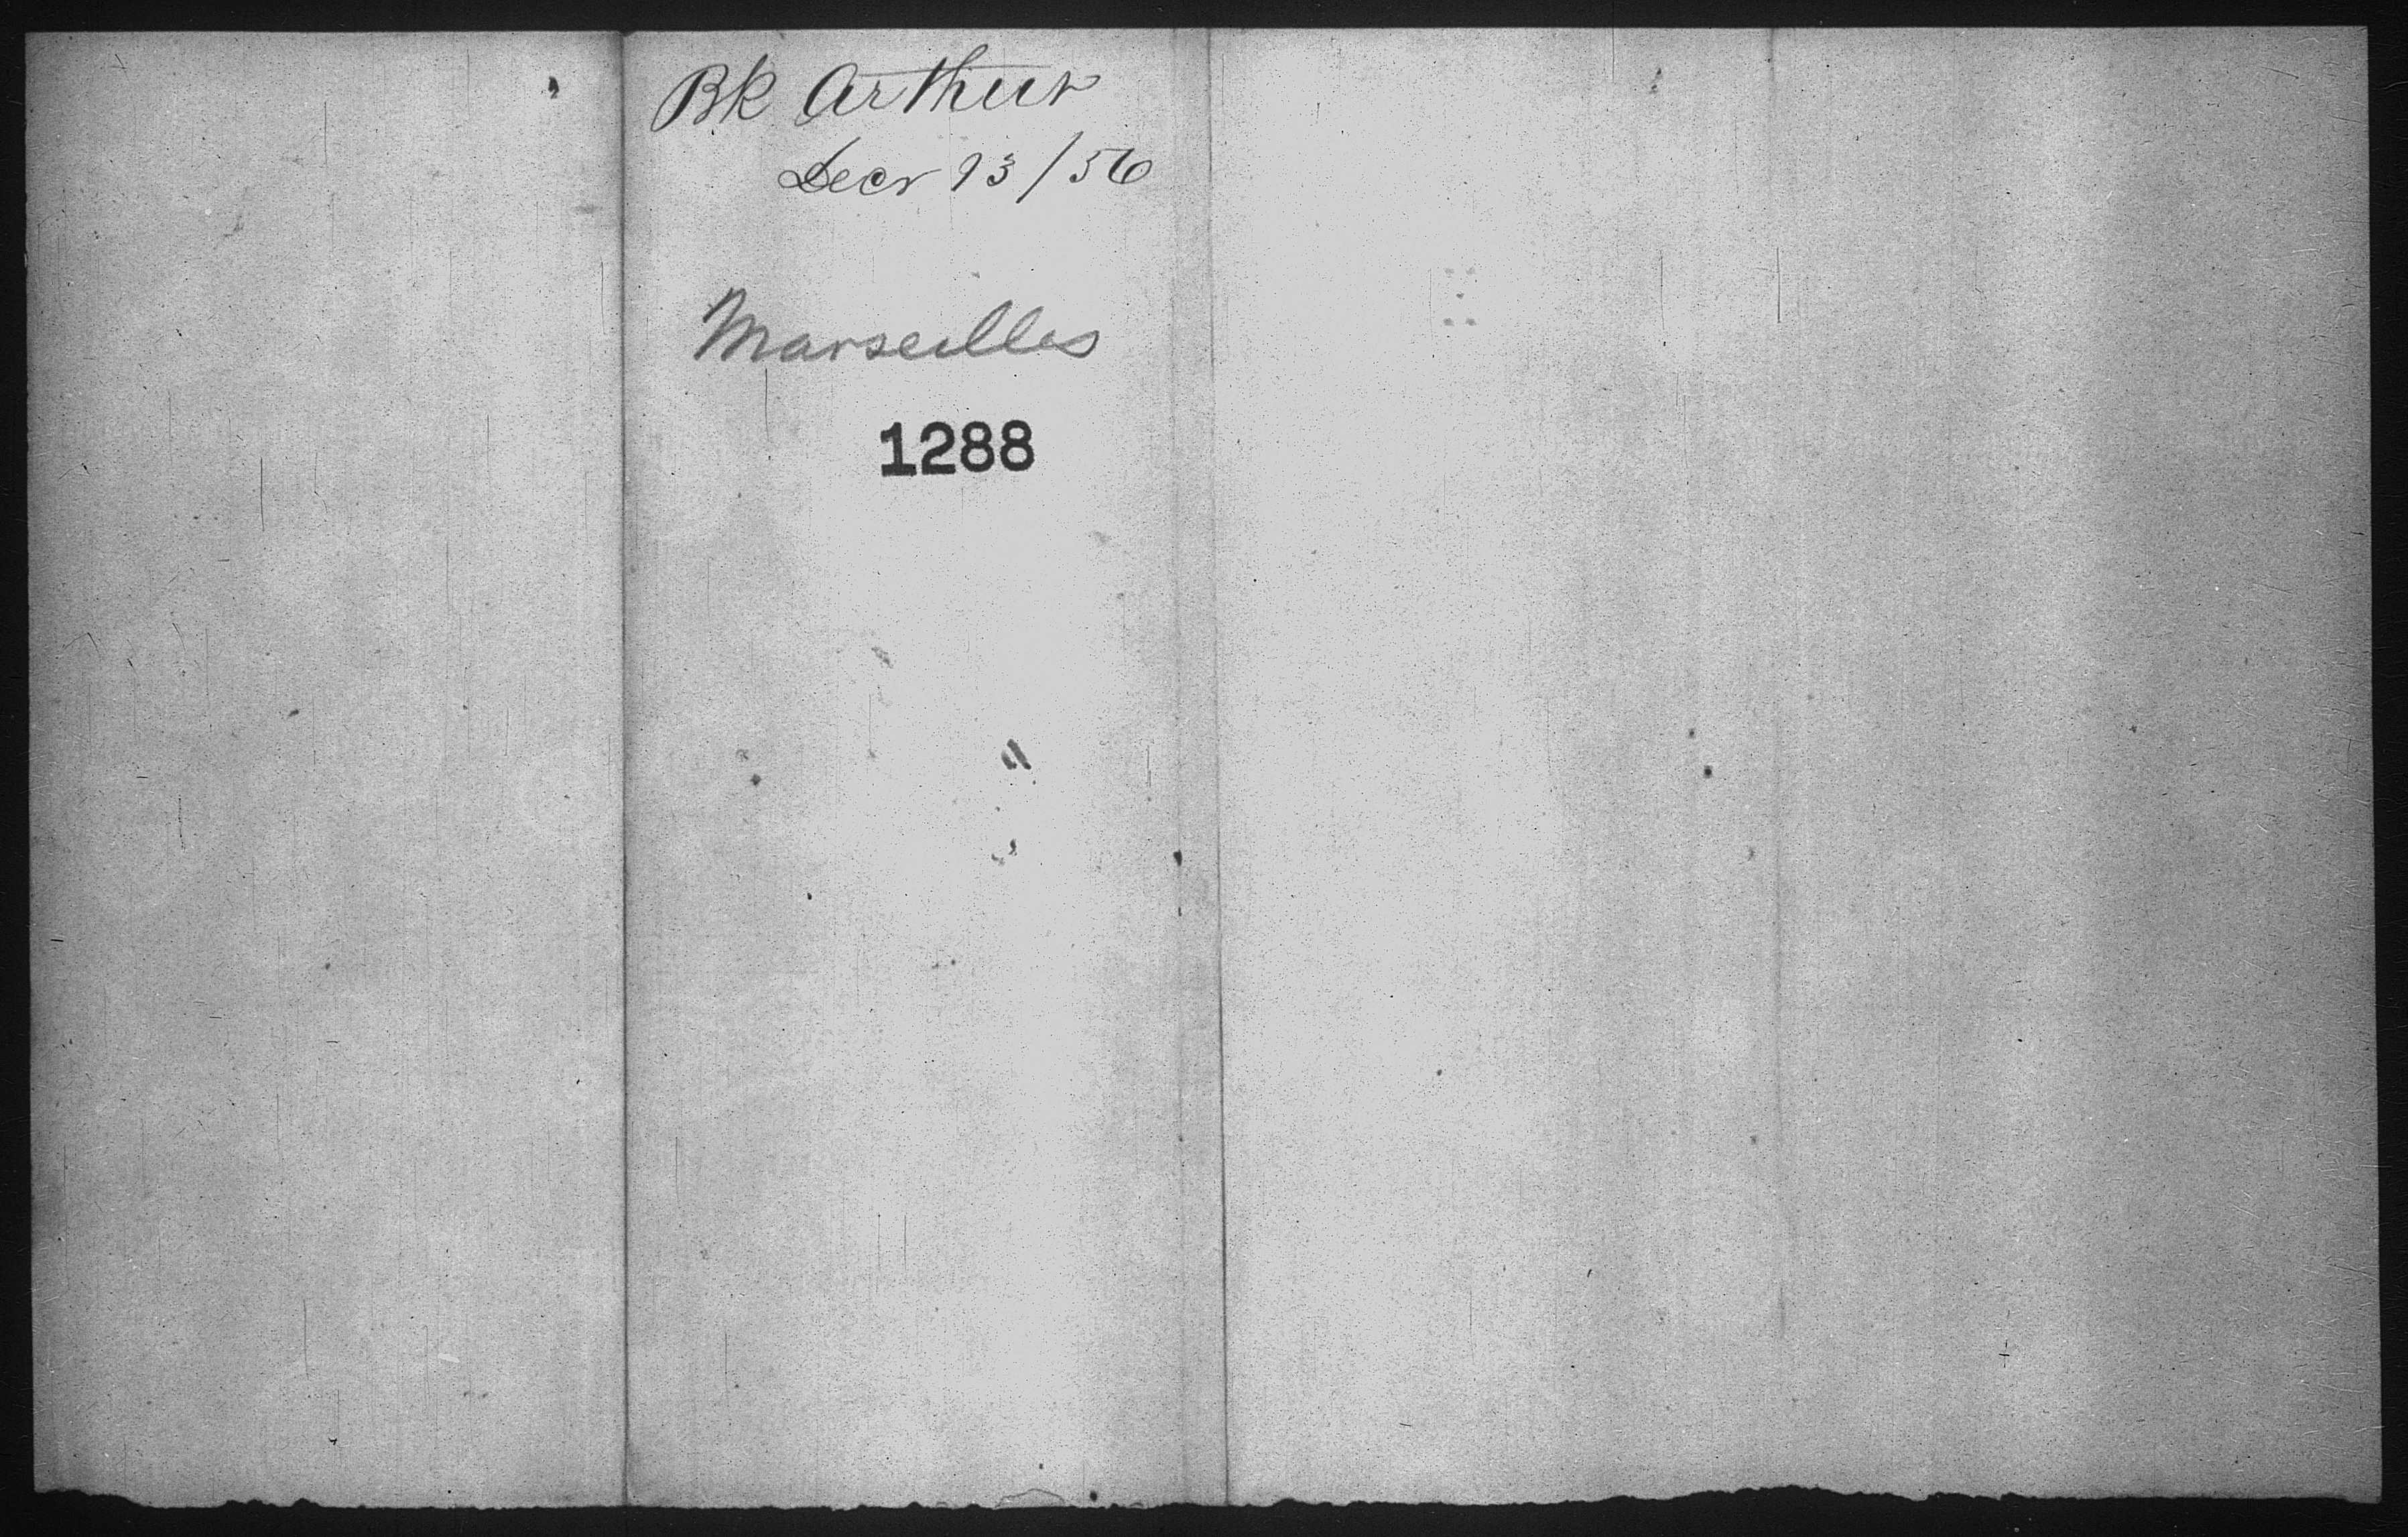 Bk Arthur
Decr 13/56
Marseilles
1288